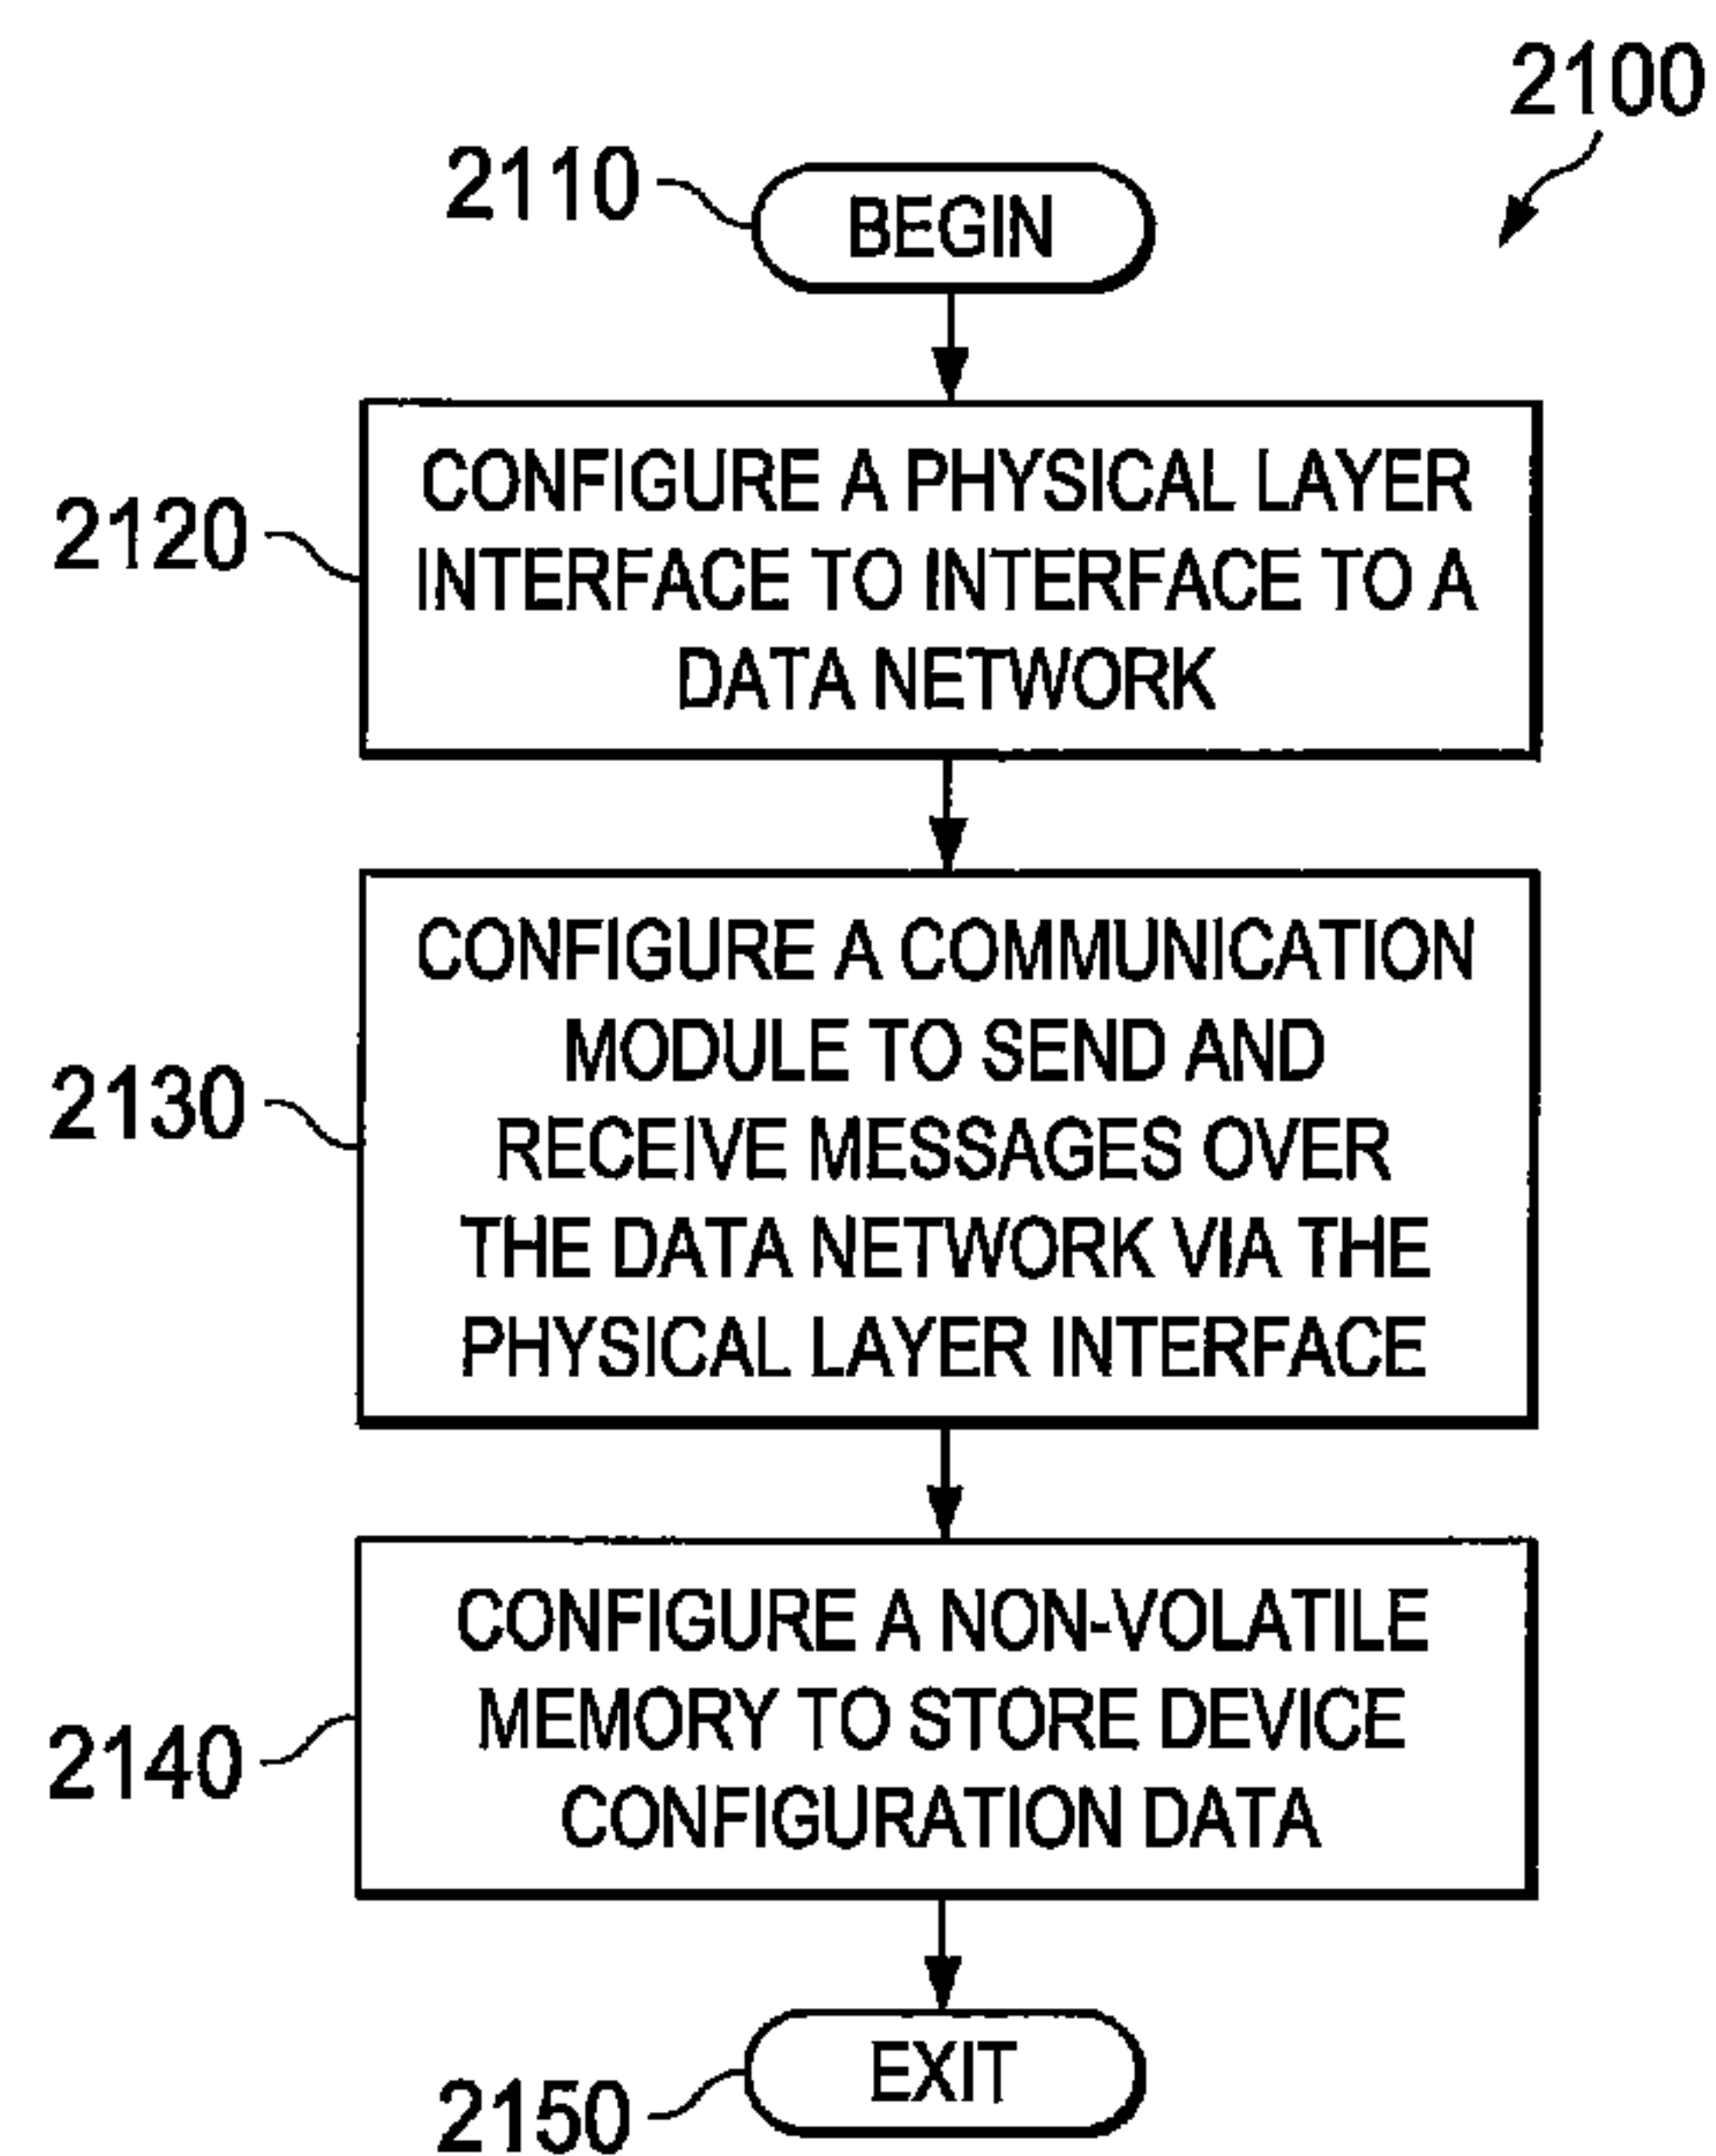 2100
2110
BEGIN
2120
CONFIGURE A PHYSICAL LAYER
INTERFACE TO INTERFACE TO A
DATA NETWORK
2130
CONFIGURE A COMMUNICATION
MODULE TO SEND AND
RECEIVE MESSAGES OVER
THE DATA NETWORK VIA THE
PHYSICAL LAYER INTERFACE
2140
CONFIGURE A NON-VOLATILE
MEMORY TO STORE DEVICE
CONFIGURATION DATA
2150
EXIT